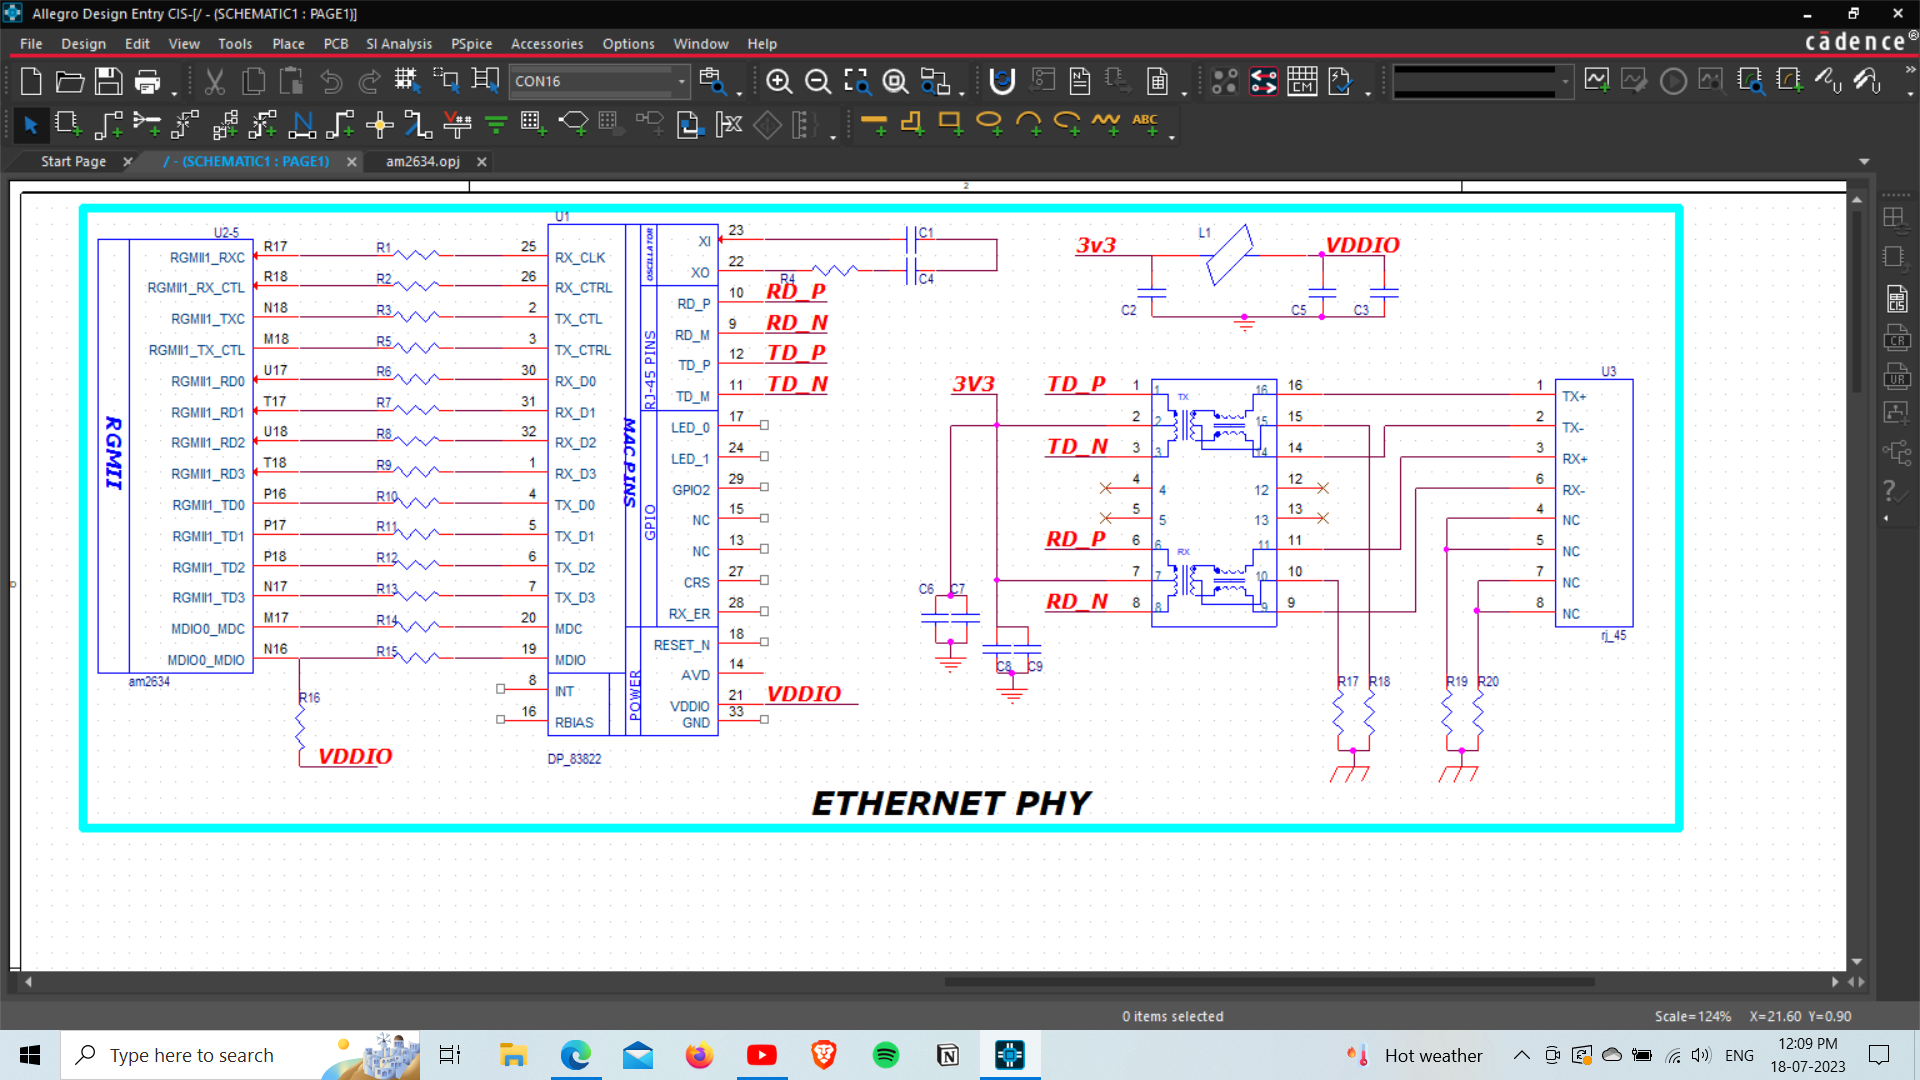 Allegro Design Entry CIS-[/ - (SCHEMATIC1 : PAGE1)]
File Design Edit View Tools Place PCB SI Analysis PSpice Accessories Options Window Help
cādence®
CON16
ABC
Start Page
/ - (SCHEMATIC1 : PAGE1)
am2634.opj
2
D
U2-5
RGMII
RGMII1_RXC R17 R1
RGMII1_RX_CTL R18 R2
RGMII1_TXC N18 R3
RGMII1_TX_CTL M18 R5
RGMII1_RD0 U17 R6
RGMII1_RD1 T17 R7
RGMII1_RD2 U18 R8
RGMII1_RD3 T18 R9
RGMII1_TD0 P16 R10
RGMII1_TD1 P17 R11
RGMII1_TD2 P18 R12
RGMII1_TD3 N17 R13
MDIO0_MDC M17 R14
MDIO0_MDIO N16 R15
am2634
R16
VDDIO
U1
25 RX_CLK
26 RX_CTRL
2 TX_CTL
3 TX_CTRL
30 RX_D0
31 RX_D1
32 RX_D2
1 RX_D3
4 TX_D0
5 TX_D1
6 TX_D2
7 TX_D3
20 MDC
19 MDIO
8 INT
16 RBIAS
MAC PINS
OSCILLATOR
RJ-45 PINS
GPIO
POWER
XI 23 C1
XO 22 R4 C4
RD_P 10 RD_P
RD_M 9 RD_N
TD_P 12 TD_P
TD_M 11 TD_N
LED_0 17
LED_1 24
GPIO2 29
NC 15
NC 13
CRS 27
RX_ER 28
RESET_N 18
AVD 14
VDDIO 21 VDDIO
GND 33
DP_83822
3v3 L1 VDDIO
C2 C5 C3
3V3
TD_P 1 1 TX 16 16
2 2 15 15
TD_N 3 3 14 14
4 4 12 12
5 5 13 13
RD_P 6 6 RX 11 11
7 7 10 10
RD_N 8 8 9 9
C6 C7
C8 C9
U3
1 TX+
2 TX-
3 RX+
6 RX-
4 NC
5 NC
7 NC
8 NC
rj_45
R17 R18 R19 R20
ETHERNET PHY
0 items selected
Scale=124% X=21.60 Y=0.90
Type here to search
Hot weather
ENG
12:09 PM
18-07-2023